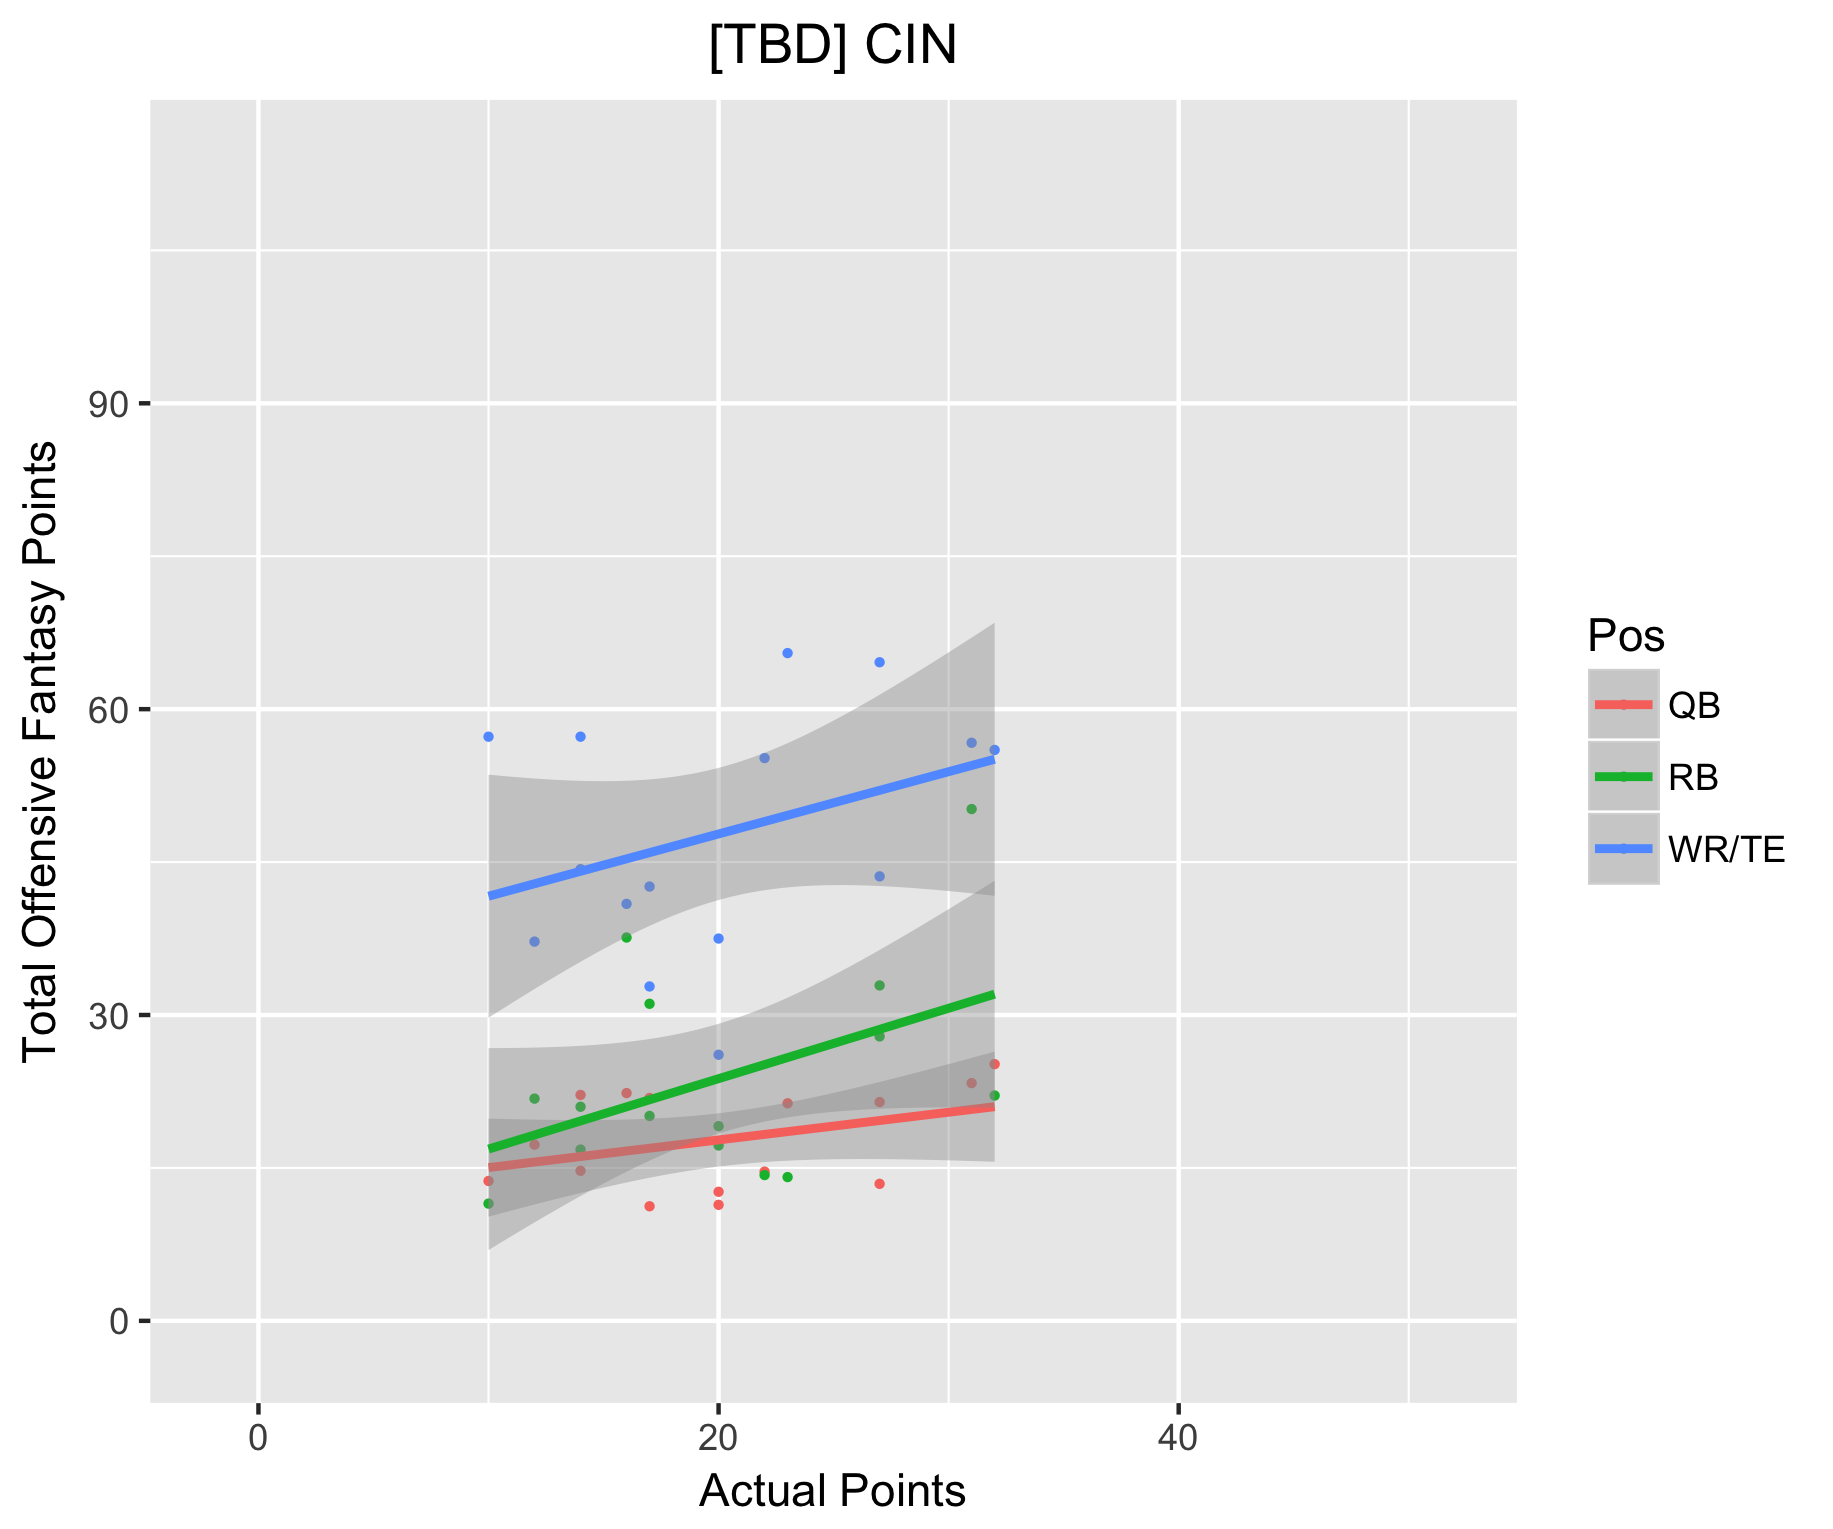 [TBD] CIN
Total Offensive Fantasy Points
90
60
30
0
0 20 40
Actual Points
Pos
QB
RB
WR/TE